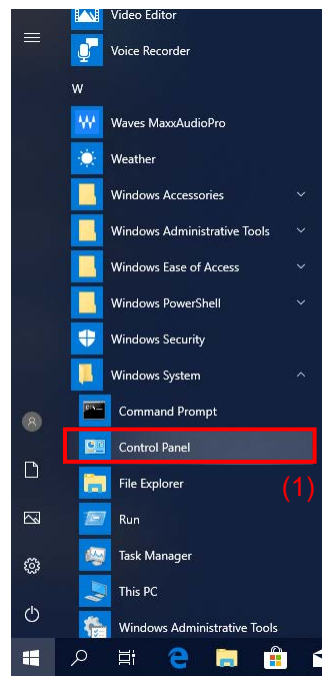 Video Editor
Voice Recorder
W
Waves MaxxAudioPro
Weather
Windows Accessories
Windows Administrative Tools
Windows Ease of Access
Windows PowerShell
Windows Security
Windows System
Command Prompt
Control Panel
File Explorer
(1)
Run
Task Manager
This PC
Windows Administrative Tools